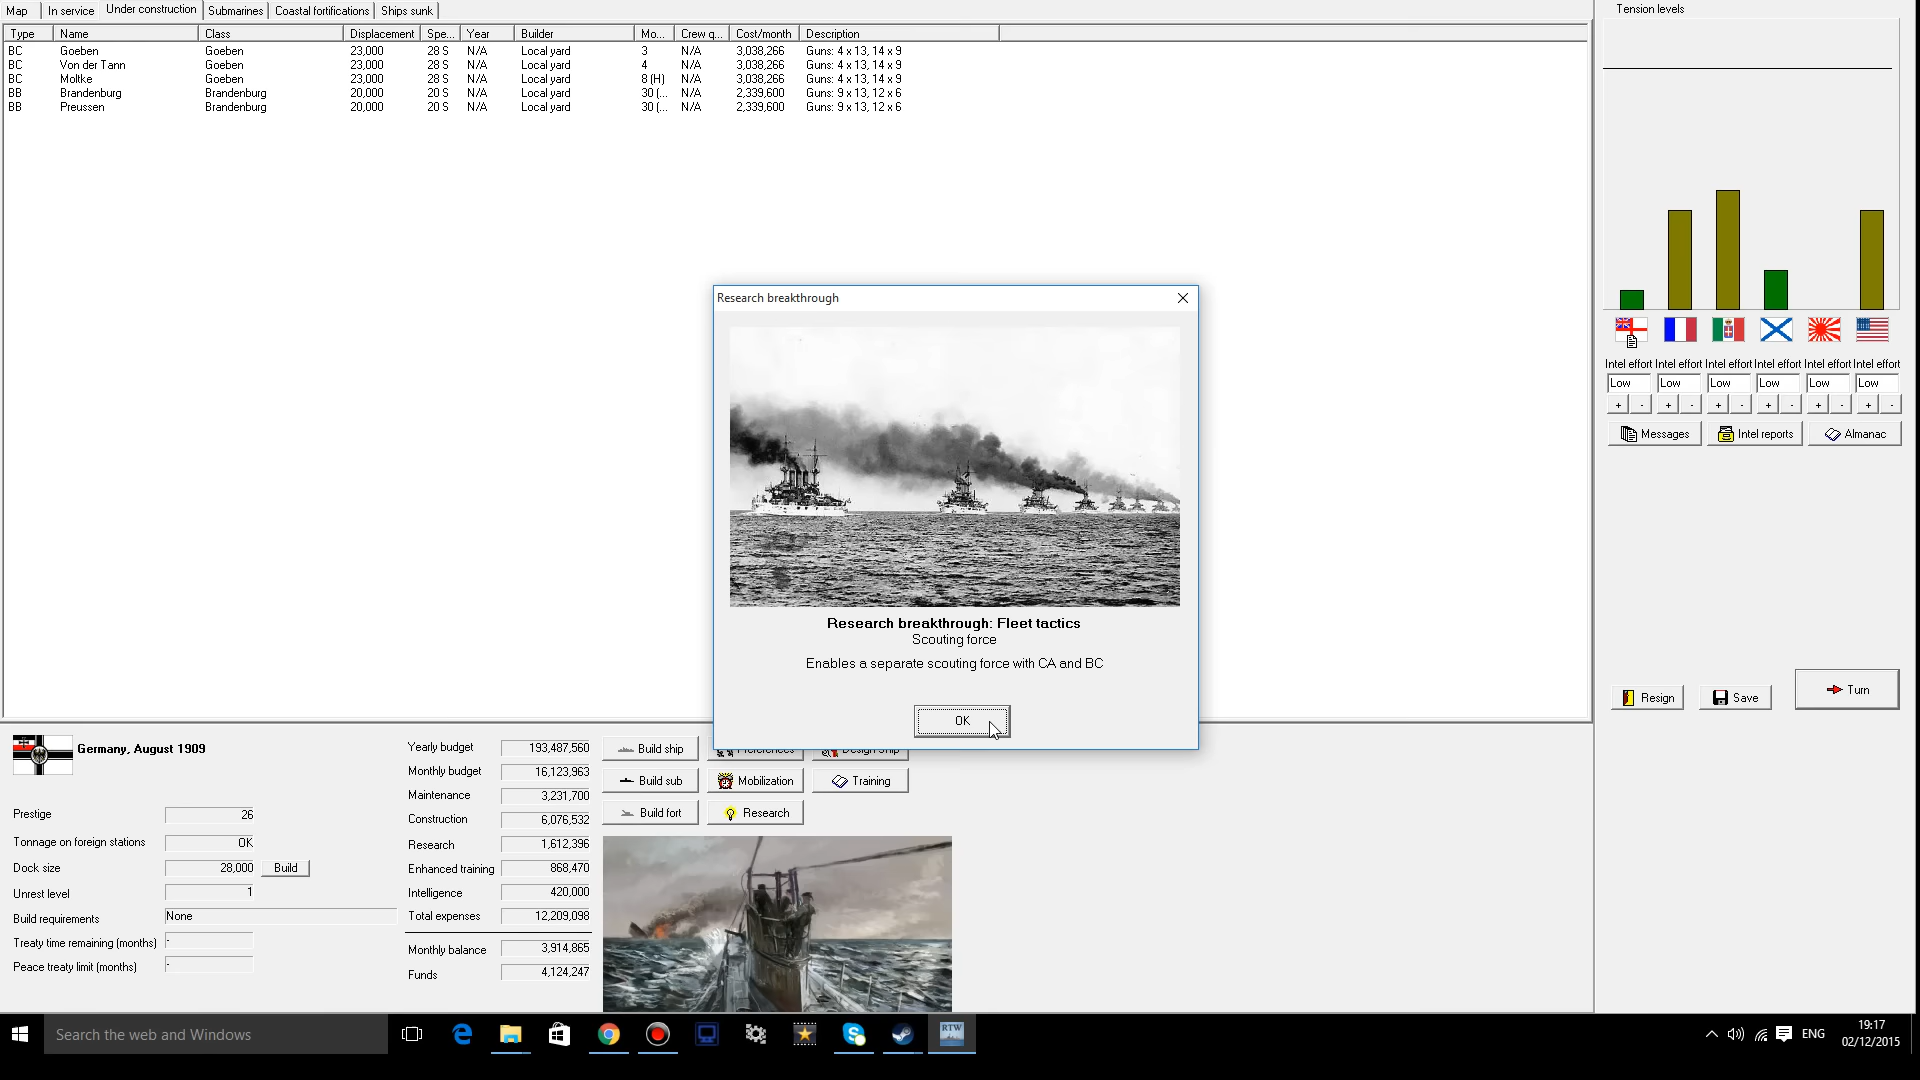 Map In service Under construction Submarines Coastal fortifications Ships sunk
Type Name Class Displacement Spe... Year Builder Mo... Crew q... Cost/month Description
BC Goeben Goeben 23,000 28 S N/A Local yard 3 N/A 3,038,266 Guns: 4 x 13, 14 x 9
BC Von der Tann Goeben 23,000 28 S N/A Local yard 4 N/A 3,038,266 Guns: 4 x 13, 14 x 9
BC Moltke Goeben 23,000 28 S N/A Local yard 8 (H) N/A 3,038,266 Guns: 4 x 13, 14 x 9
BB Brandenburg Brandenburg 20,000 20 S N/A Local yard 30 (... N/A 2,339,600 Guns: 9 x 13, 12 x 6
BB Preussen Brandenburg 20,000 20 S N/A Local yard 30 (... N/A 2,339,600 Guns: 9 x 13, 12 x 6
Tension levels
Intel effort Intel effort Intel effort Intel effort Intel effort Intel effort
Low Low Low Low Low Low
+ - + - + - + - + - + -
Messages Intel reports Almanac
Resign Save Turn
Research breakthrough
Research breakthrough: Fleet tactics
Scouting force
Enables a separate scouting force with CA and BC
OK
Germany, August 1909
Prestige 26
Tonnage on foreign stations OK
Dock size 28,000 Build
Unrest level 1
Build requirements None
Treaty time remaining (months) -
Peace treaty limit (months) -
Yearly budget 193,487,560
Monthly budget 16,123,963
Maintenance 3,231,700
Construction 6,076,532
Research 1,612,396
Enhanced training 868,470
Intelligence 420,000
Total expenses 12,209,098
Monthly balance 3,914,865
Funds 4,124,247
Build ship Preferences Design Ship
Build sub Mobilization Training
Build fort Research
Search the web and Windows
RTW
ENG
19:17
02/12/2015